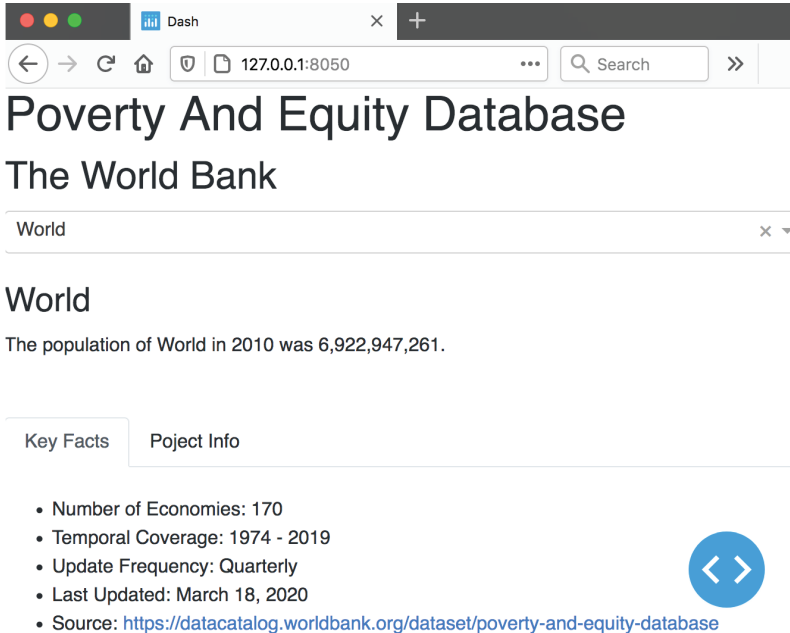 Dash
127.0.0.1:8050
Search
Poverty And Equity Database
The World Bank
World
World
The population of World in 2010 was 6,922,947,261.
Key Facts
Poject Info
Number of Economies: 170
Temporal Coverage: 1974 - 2019
Update Frequency: Quarterly
Last Updated: March 18, 2020
Source: https://datacatalog.worldbank.org/dataset/poverty-and-equity-database